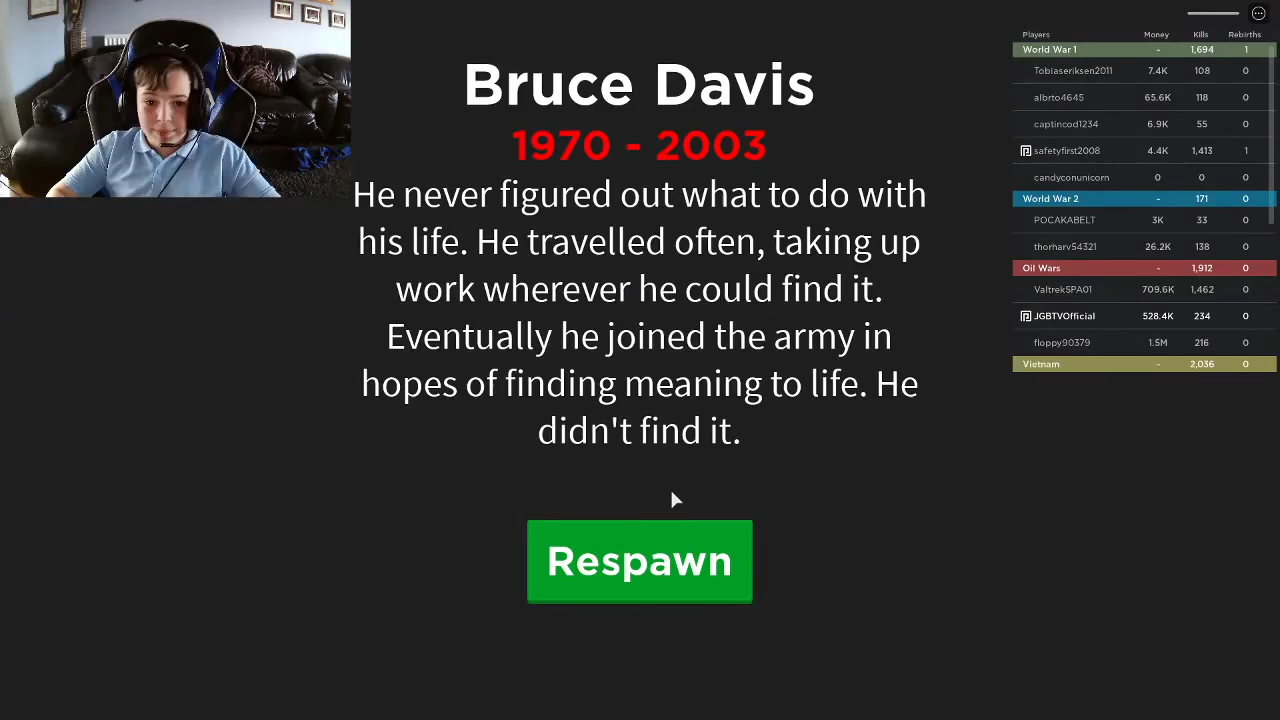 Bruce Davis
1970 - 2003
He never figured out what to do with
his life. He travelled often, taking up
work wherever he could find it.
Eventually he joined the army in
hopes of finding meaning to life. He
didn't find it.
Respawn
Players Money Kills Rebirths
World War 1 - 1,694 1
Tobiaseriksen2011 7.4K 108 0
albrto4645 65.6K 118 0
captincod1234 6.9K 55 0
safetyfirst2008 4.4K 1,413 1
candyconunicorn 0 0 0
World War 2 - 171 0
POCAKABELT 3K 33 0
thorharv54321 26.2K 138 0
Oil Wars - 1,912 0
ValtrekSPA01 709.6K 1,462 0
JGBTVOfficial 528.4K 234 0
floppy90379 1.5M 216 0
Vietnam - 2,036 0